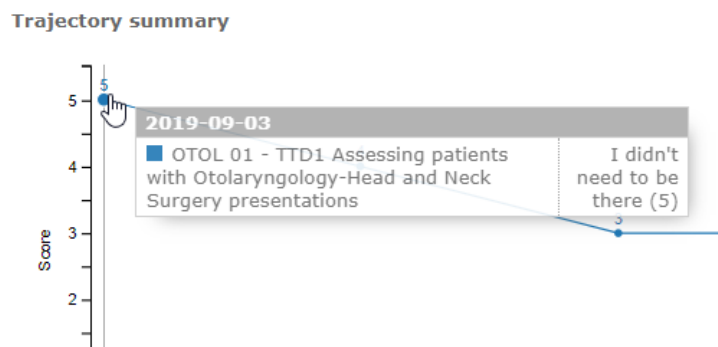 Trajectory summary
5
5
2019-09-03
OTOL 01 - TTD1 Assessing patients
with Otolaryngology-Head and Neck
Surgery presentations
I didn't
need to be
there (5)
4
3
3
Score
2